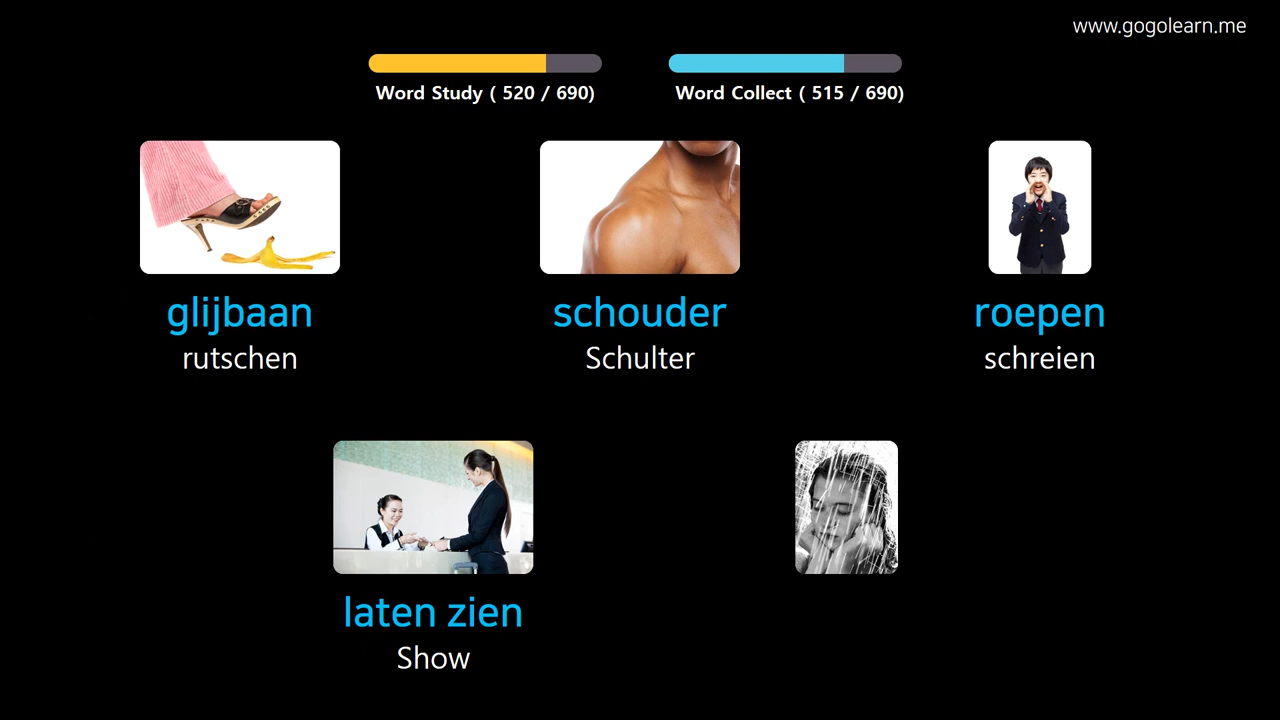 www.gogolearn.me
Word Study ( 520 / 690)
Word Collect ( 515 / 690)
glijbaan
rutschen
schouder
Schulter
roepen
schreien
laten zien
Show